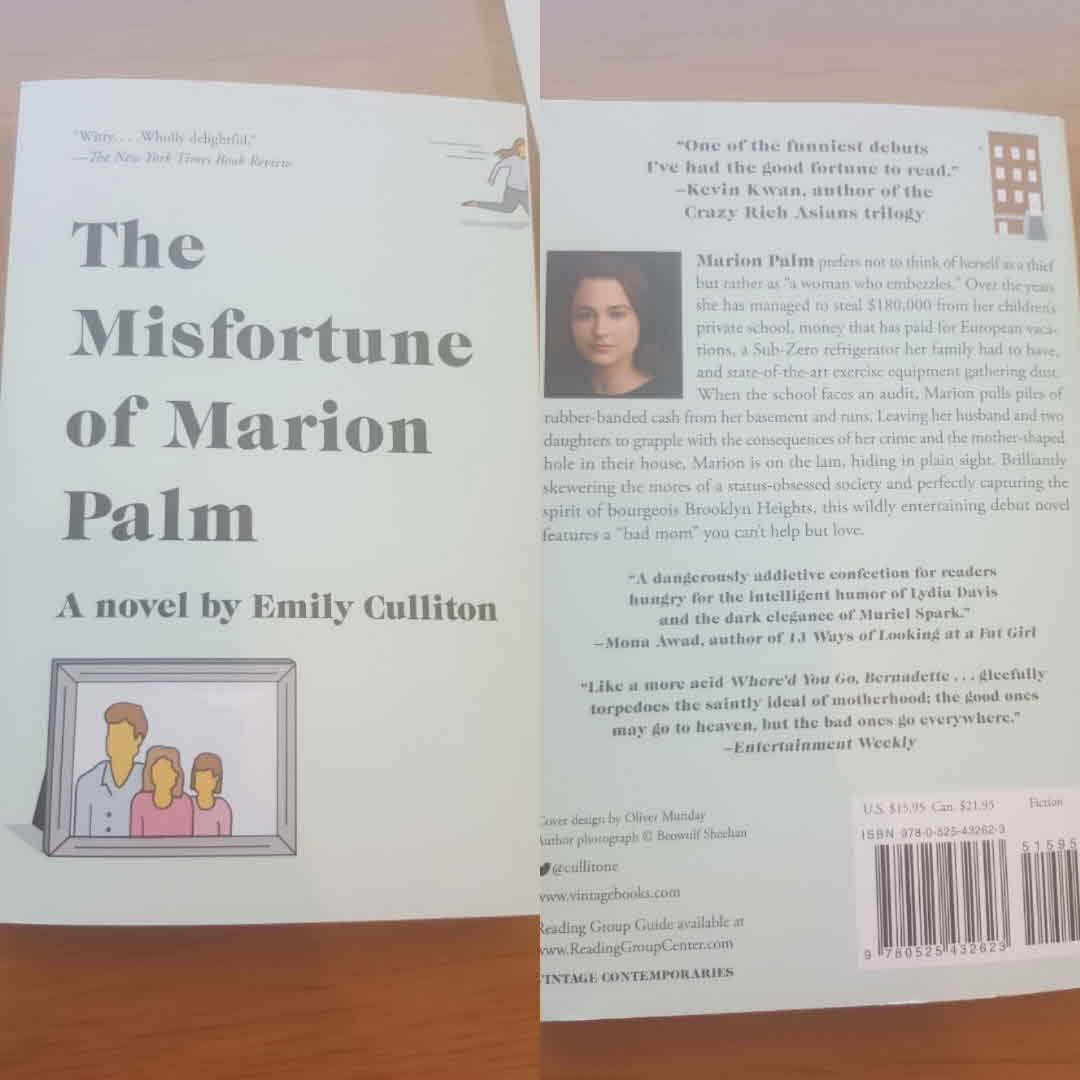 "Witty. . . . Wholly delightful."
—The New York Times Book Review
The
Misfortune
of Marion
Palm
A novel by Emily Culliton
"One of the funniest debuts
I've had the good fortune to read."
–Kevin Kwan, author of the
Crazy Rich Asians trilogy
Marion Palm prefers not to think of herself as a thief
but rather as "a woman who embezzles." Over the years
she has managed to steal $180,000 from her children's
private school, money that has paid for European vaca-
tions, a Sub-Zero refrigerator her family had to have,
and state-of-the-art exercise equipment gathering dust.
When the school faces an audit, Marion pulls piles of
rubber-banded cash from her basement and runs. Leaving her husband and two
daughters to grapple with the consequences of her crime and the mother-shaped
hole in their house, Marion is on the lam, hiding in plain sight. Brilliantly
skewering the mores of a status-obsessed society and perfectly capturing the
spirit of bourgeois Brooklyn Heights, this wildly entertaining debut novel
features a "bad mom" you can't help but love.
"A dangerously addictive confection for readers
hungry for the intelligent humor of Lydia Davis
and the dark elegance of Muriel Spark."
–Mona Awad, author of 13 Ways of Looking at a Fat Girl
"Like a more acid Where'd You Go, Bernadette . . . gleefully
torpedoes the saintly ideal of motherhood; the good ones
may go to heaven, but the bad ones go everywhere."
–Entertainment Weekly
Cover design by Oliver Munday
Author photograph © Beowulf Sheehan
@cullitone
www.vintagebooks.com
Reading Group Guide available at
www.ReadingGroupCenter.com
VINTAGE CONTEMPORARIES
U.S. $15.95 Can. $21.95 Fiction
ISBN 978-0-525-43262-3
51595
9 780525 432623